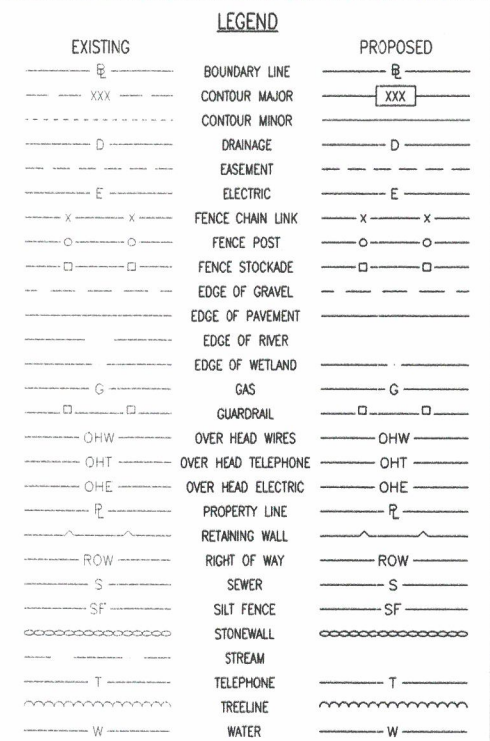 LEGEND
EXISTING PROPOSED
BL BOUNDARY LINE BL
XXX CONTOUR MAJOR XXX
CONTOUR MINOR
D DRAINAGE D
EASEMENT
E ELECTRIC E
X X FENCE CHAIN LINK X X
FENCE POST
FENCE STOCKADE
EDGE OF GRAVEL
EDGE OF PAVEMENT
EDGE OF RIVER
EDGE OF WETLAND
G GAS G
GUARDRAIL
OHW OVER HEAD WIRES OHW
OHT OVER HEAD TELEPHONE OHT
OHE OVER HEAD ELECTRIC OHE
PL PROPERTY LINE PL
RETAINING WALL
ROW RIGHT OF WAY ROW
S SEWER S
SF SILT FENCE SF
STONEWALL
STREAM
T TELEPHONE T
TREELINE
W WATER W